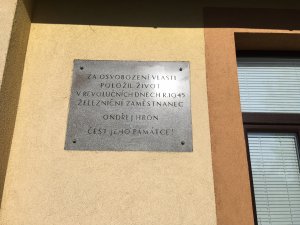 ZA OSVOBOZENÍ VLASTI
POLOŽIL ŽIVOT
V REVOLUČNÍCH DNECH R.1945
ŽELEZNIČNÍ ZAMĚSTNANEC
ONDŘEJ HRON
ČEST JEHO PAMÁTCE!